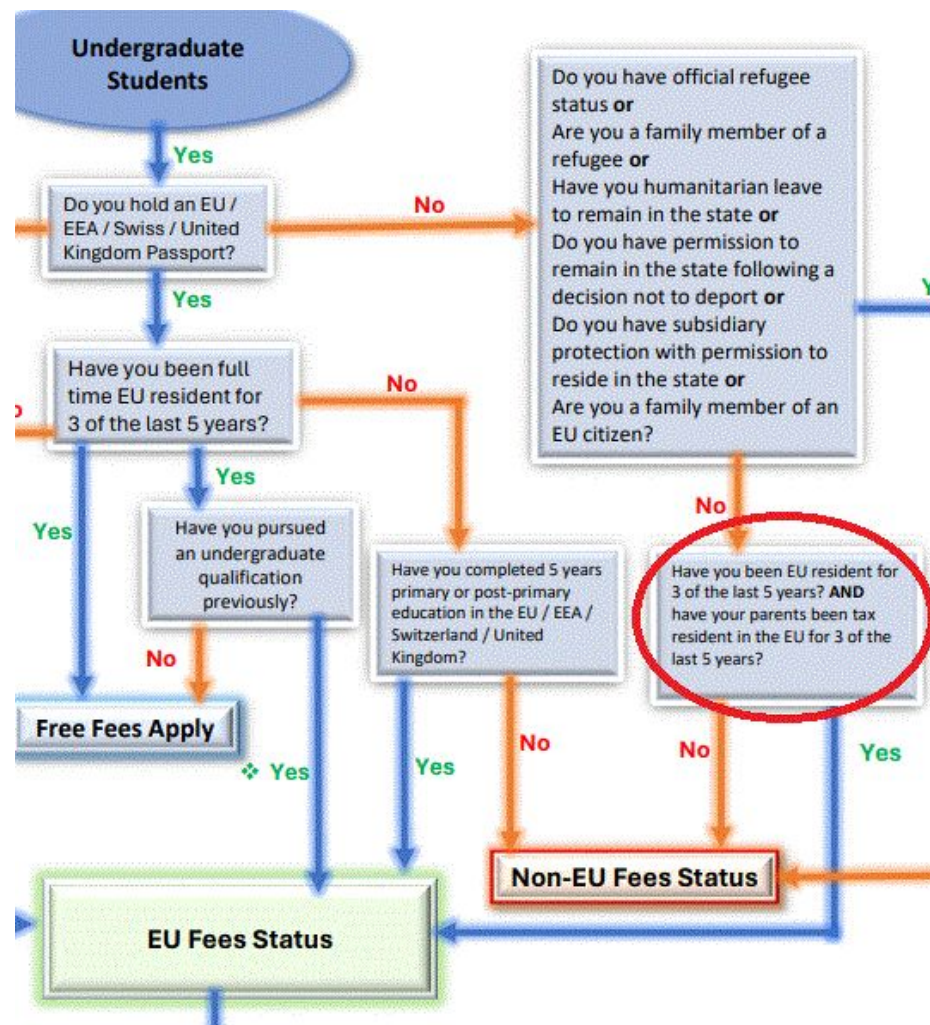 Undergraduate
Students
Yes
Do you hold an EU /
EEA / Swiss / United
Kingdom Passport?
No
Do you have official refugee
status or
Are you a family member of a
refugee or
Have you humanitarian leave
to remain in the state or
Do you have permission to
remain in the state following a
decision not to deport or
Do you have subsidiary
protection with permission to
reside in the state or
Are you a family member of an
EU citizen?
Yes
Have you been full
time EU resident for
3 of the last 5 years?
No
Yes
Yes
Have you pursued
an undergraduate
qualification
previously?
No
Have you completed 5 years
primary or post-primary
education in the EU / EEA /
Switzerland / United
Kingdom?
No
Have you been EU resident for
3 of the last 5 years? AND
have your parents been tax
resident in the EU for 3 of the
last 5 years?
Free Fees Apply
❖ Yes
Yes
No
No
Yes
Non-EU Fees Status
EU Fees Status